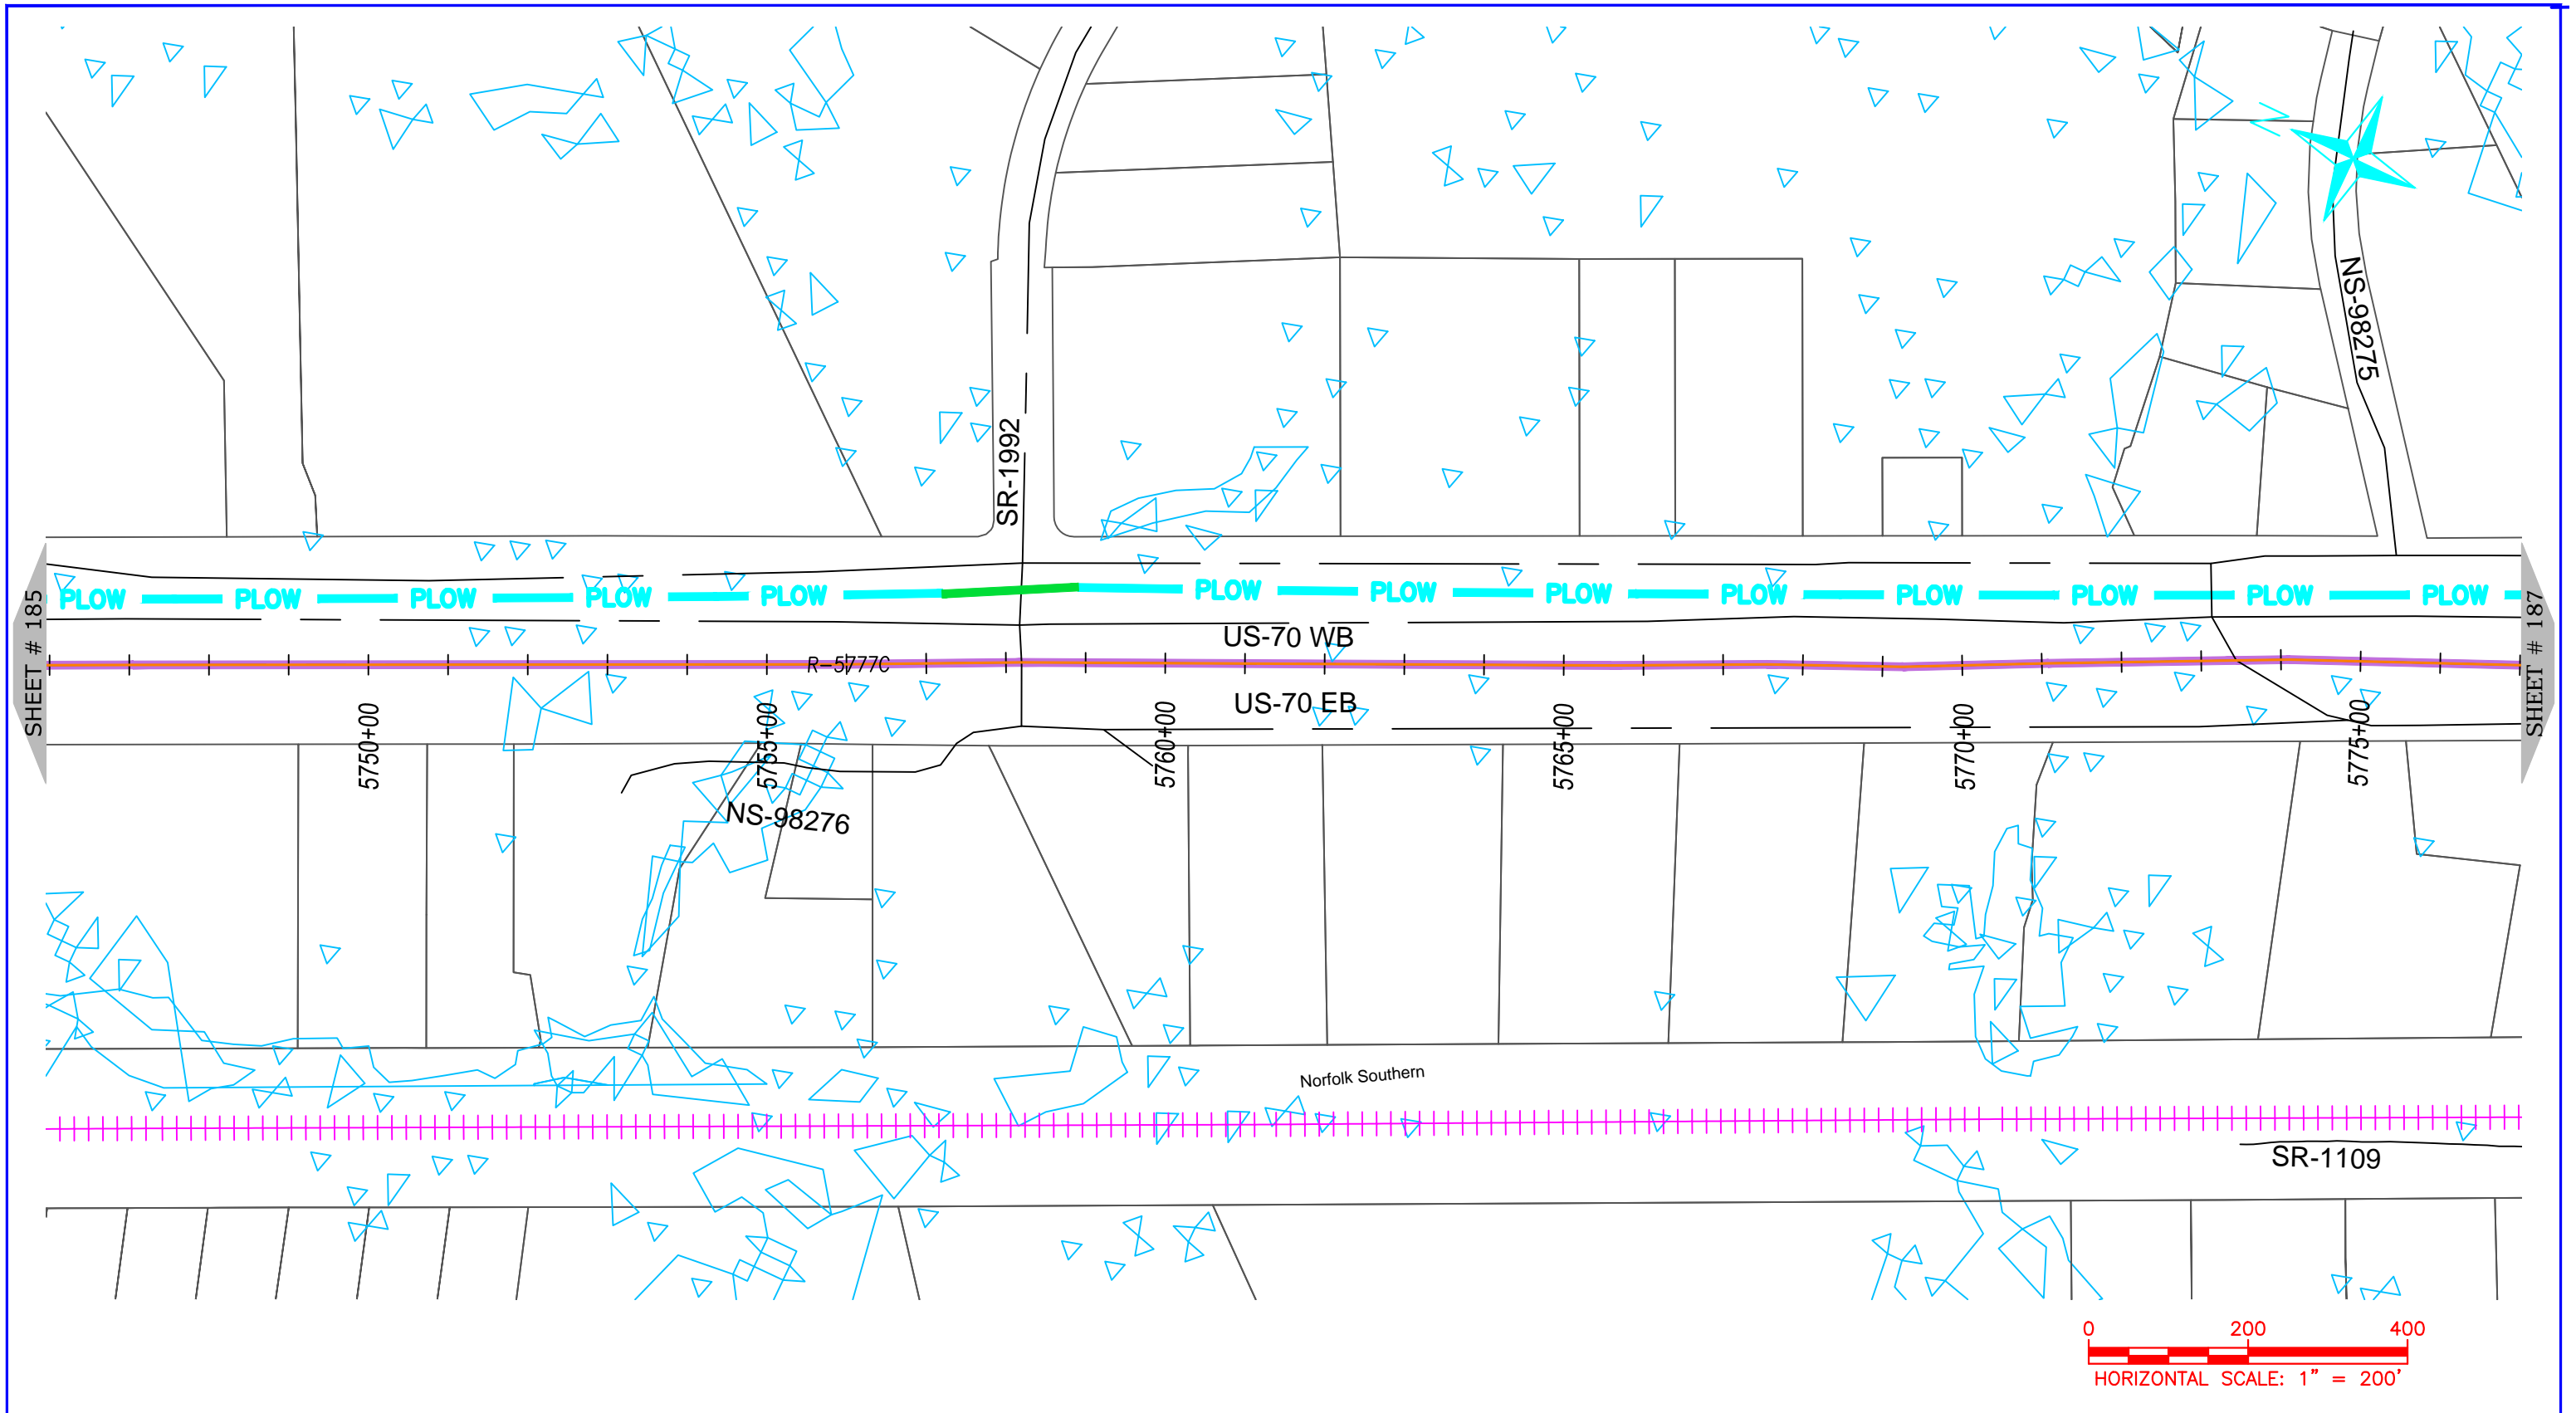 NS-98275
SR-1992
PLOW PLOW PLOW PLOW PLOW PLOW PLOW PLOW PLOW PLOW PLOW PLOW PLOW
SHEET # 185
SHEET # 187
US-70 WB
R-5777C
US-70 EB
5750+00 5755+00 5760+00 5765+00 5770+00 5775+00
NS-98276
Norfolk Southern
SR-1109
0 200 400
HORIZONTAL SCALE: 1" = 200'